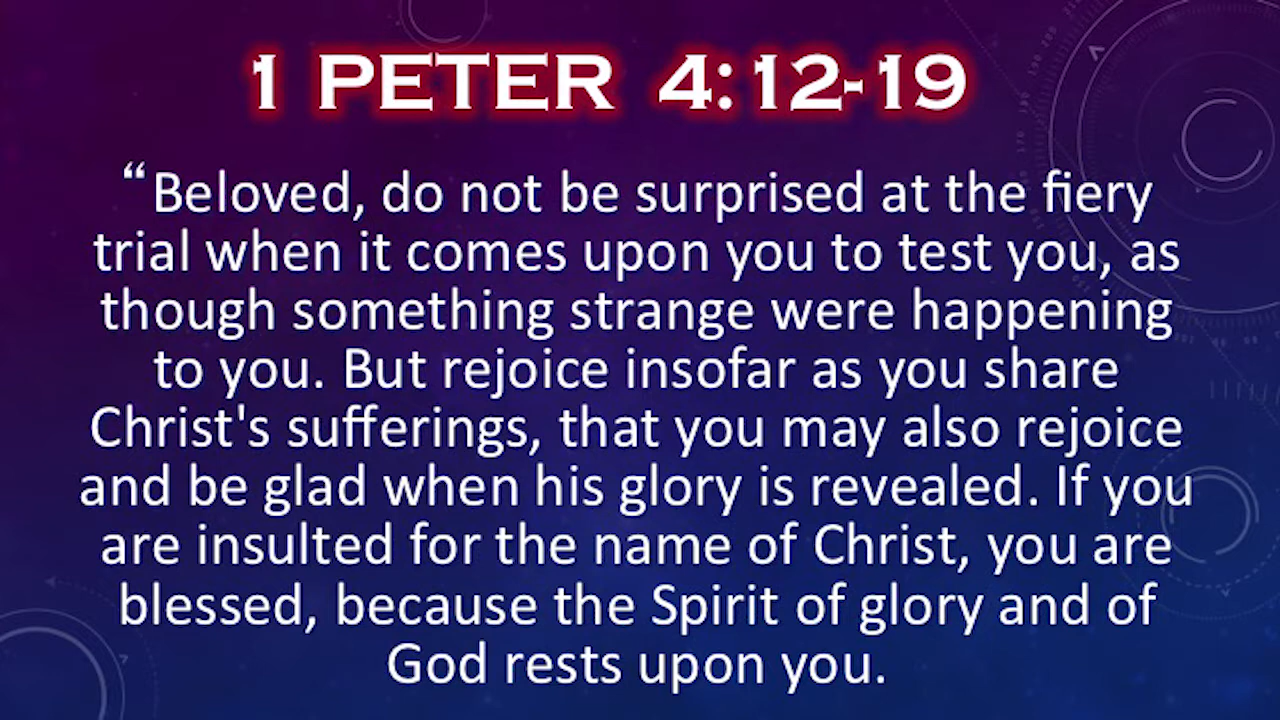 1 PETER 4:12-19
“Beloved, do not be surprised at the fiery
trial when it comes upon you to test you, as
though something strange were happening
to you. But rejoice insofar as you share
Christ's sufferings, that you may also rejoice
and be glad when his glory is revealed. If you
are insulted for the name of Christ, you are
blessed, because the Spirit of glory and of
God rests upon you.